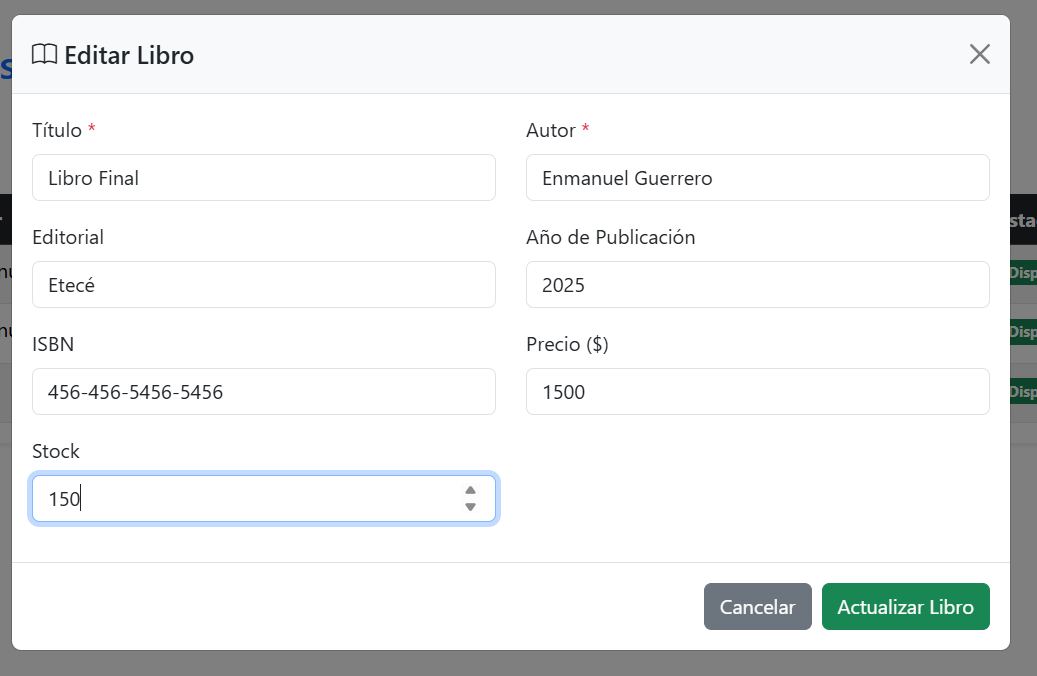 Editar Libro
Título *
Autor *
Libro Final
Enmanuel Guerrero
Editorial
Año de Publicación
Etecé
2025
ISBN
Precio ($)
456-456-5456-5456
1500
Stock
150
Cancelar
Actualizar Libro